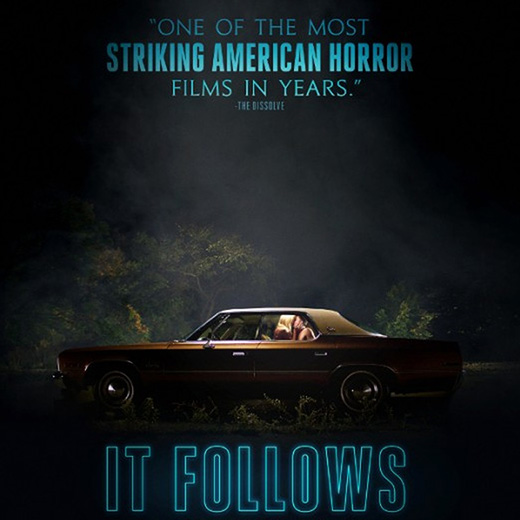 “ONE OF THE MOST
STRIKING AMERICAN HORROR
FILMS IN YEARS.”
-THE DISSOLVE
IT FOLLOWS